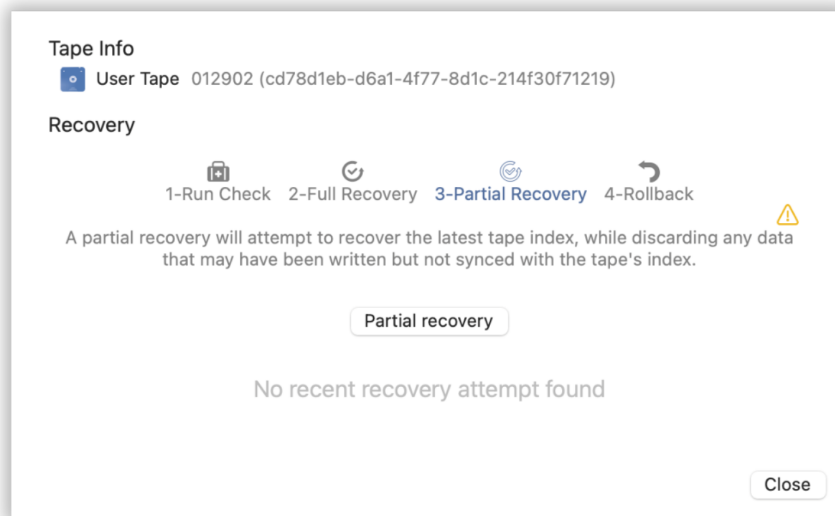 Tape Info
User Tape 012902 (cd78d1eb-d6a1-4f77-8d1c-214f30f71219)
Recovery
1-Run Check 2-Full Recovery 3-Partial Recovery 4-Rollback
A partial recovery will attempt to recover the latest tape index, while discarding any data
that may have been written but not synced with the tape's index.
Partial recovery
No recent recovery attempt found
Close